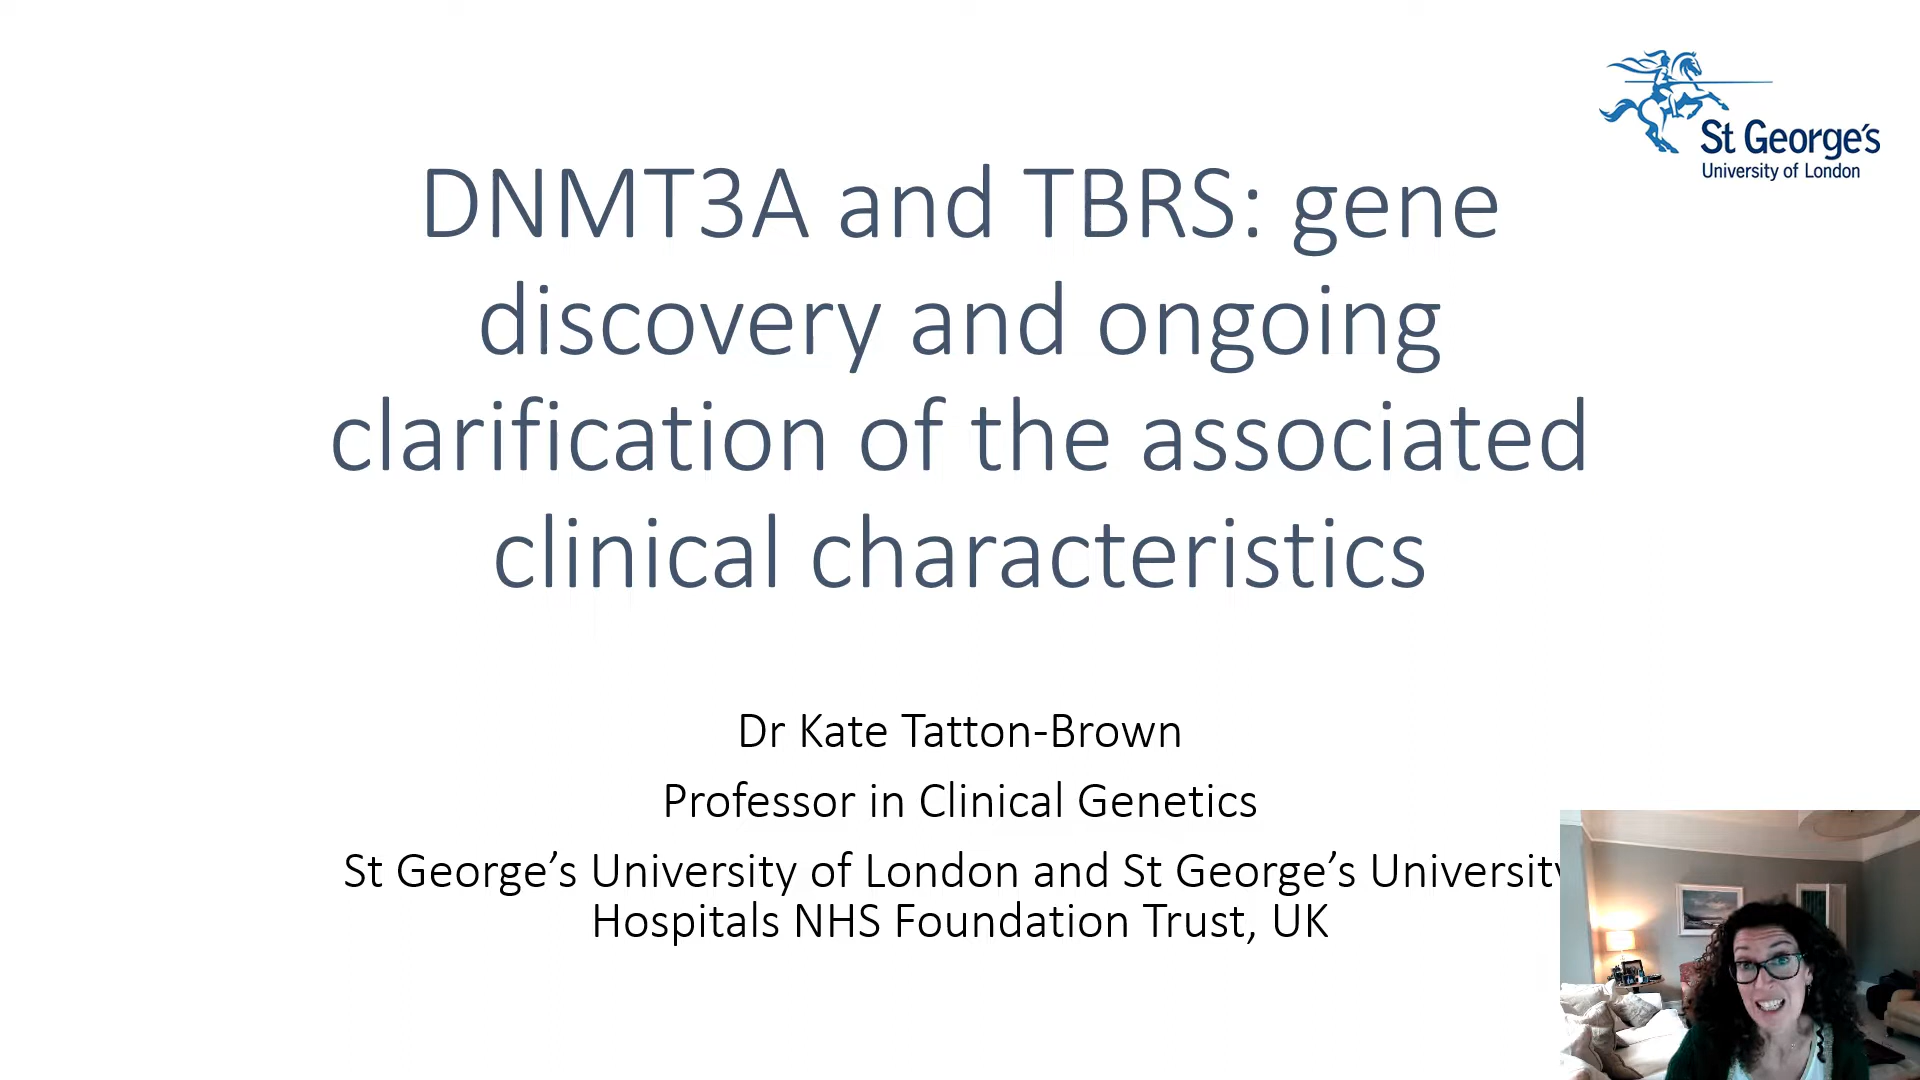 St George's
University of London
DNMT3A and TBRS: gene
discovery and ongoing
clarification of the associated
clinical characteristics
Dr Kate Tatton-Brown
Professor in Clinical Genetics
St George’s University of London and St George’s University
Hospitals NHS Foundation Trust, UK